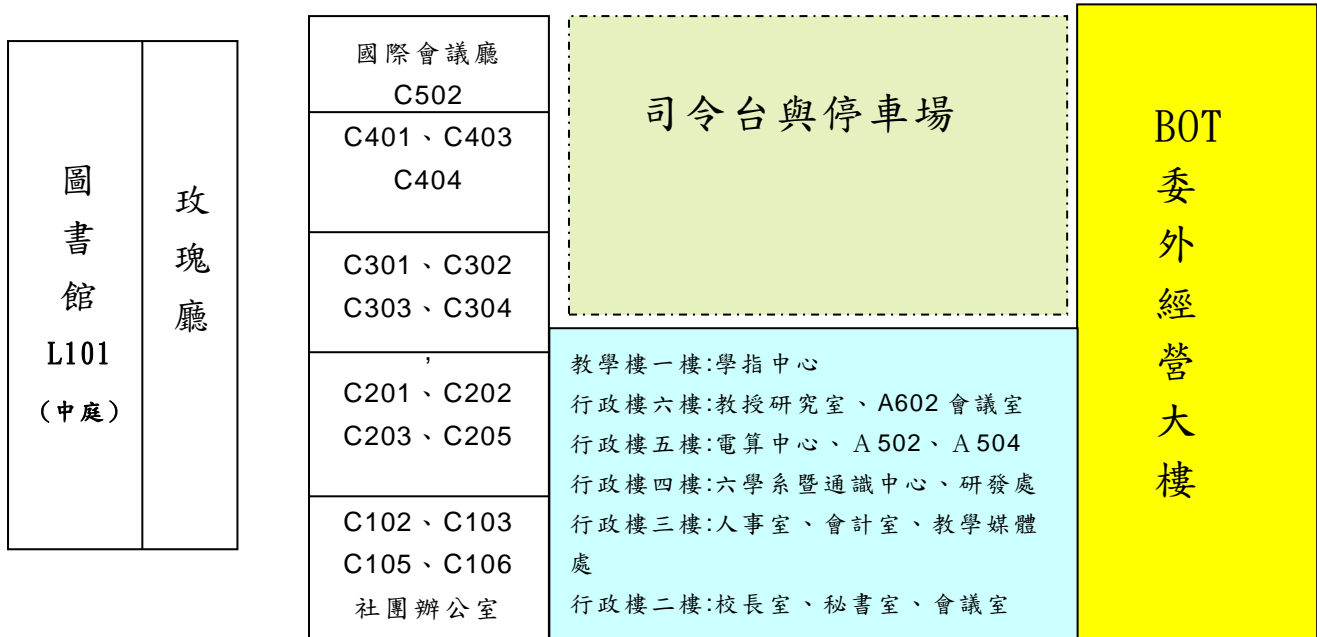 圖
書
館
L101
（中庭）
玫
瑰
廳
國際會議廳
C502
C401、C403
C404
C301、C302
C303、C304
,
C201、C202
C203、C205
C102、C103
C105、C106
社團辦公室
司令台與停車場
教學樓一樓:學指中心
行政樓六樓:教授研究室、A602 會議室
行政樓五樓:電算中心、Ａ502、Ａ504
行政樓四樓:六學系暨通識中心、研發處
行政樓三樓:人事室、會計室、教學媒體
處
行政樓二樓:校長室、秘書室、會議室
BOT
委
外
經
營
大
樓